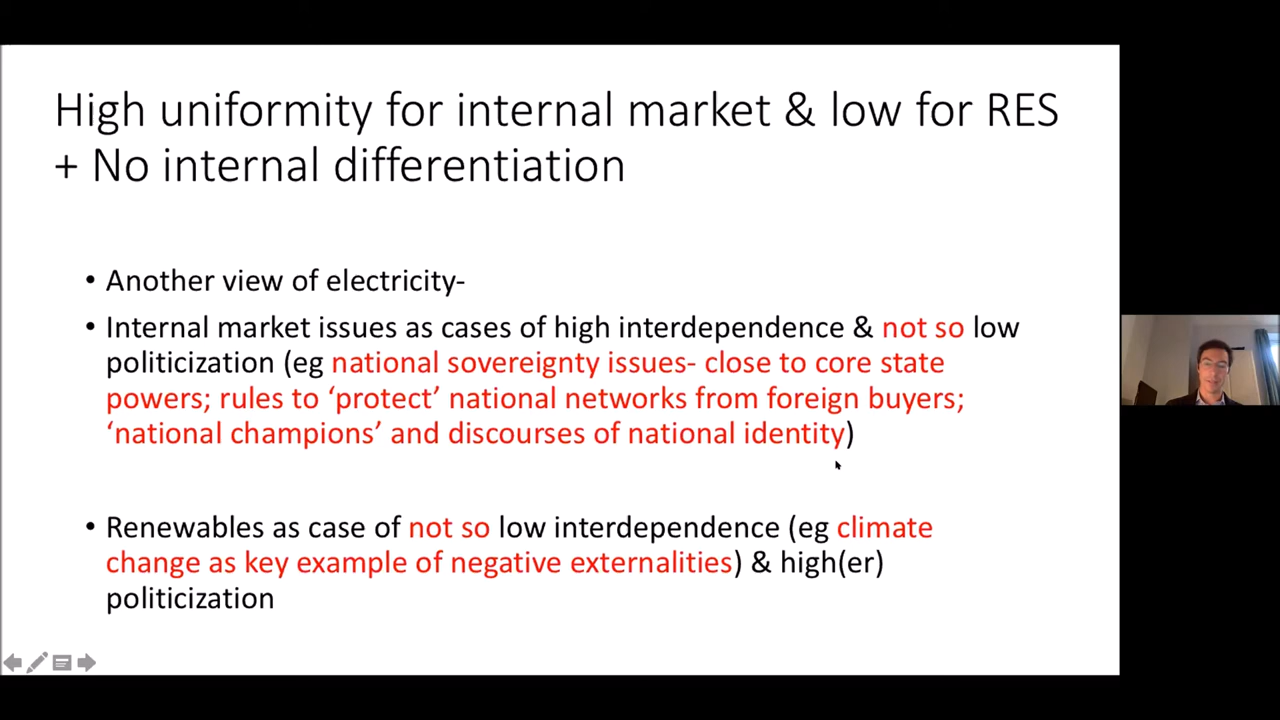 High uniformity for internal market & low for RES
+ No internal differentiation
• Another view of electricity-
• Internal market issues as cases of high interdependence & not so low
politicization (eg national sovereignty issues- close to core state
powers; rules to ‘protect’ national networks from foreign buyers;
‘national champions’ and discourses of national identity)
• Renewables as case of not so low interdependence (eg climate
change as key example of negative externalities) & high(er)
politicization